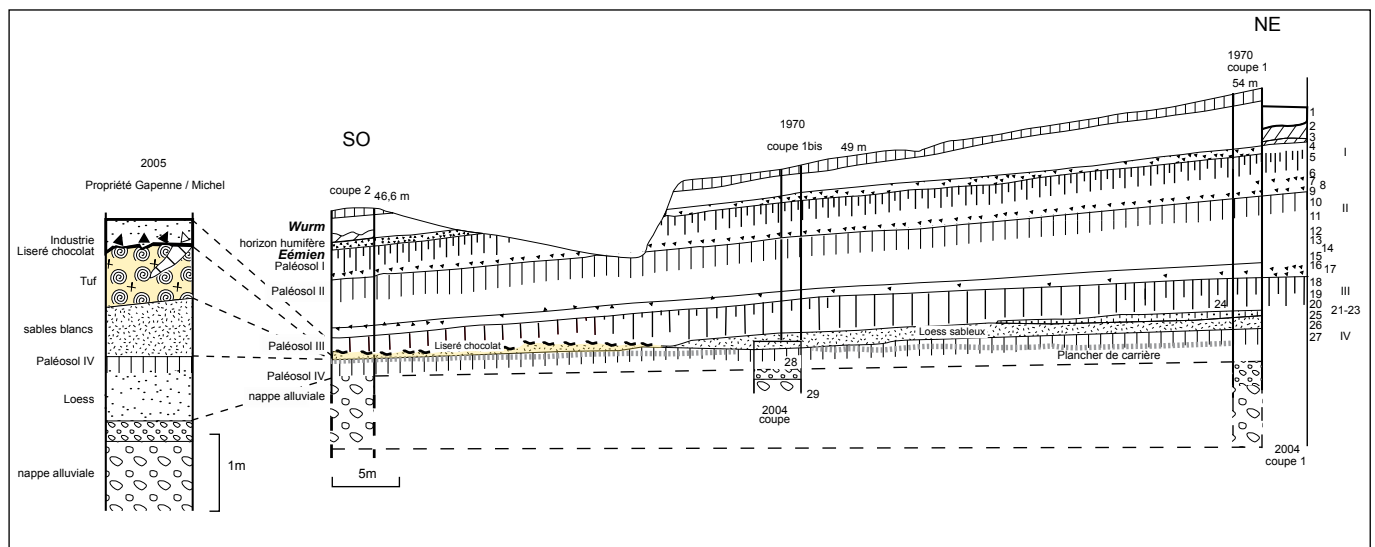 NE
1970
coupe 1
54 m
1970
coupe 1bis
49 m
SO
coupe 2
46,6 m
2005
Propriété Gapenne / Michel
Industrie
Liseré chocolat
Tuf
sables blancs
Paléosol IV
Loess
nappe alluviale
1m
Wurm
horizon humifère
Eémien
Paléosol I
Paléosol II
Paléosol III
Paléosol IV
nappe alluviale
5m
Liseré chocolat
Loess sableux
Plancher de carrière
24
28
29
2004
coupe
1
2
3
4
5
I
6
7
8
9
10
II
11
12
13
14
15
16
17
18
III
19
20
21-23
25
26
27
IV
2004
coupe 1